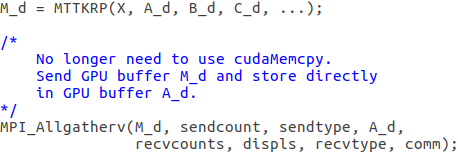 M_d = MTTKRP(X, A_d, B_d, C_d, ...);
/*
No longer need to use cudaMemcpy.
Send GPU buffer M_d and store directly
in GPU buffer A_d.
*/
MPI_Allgatherv(M_d, sendcount, sendtype, A_d,
recvcounts, displs, recvtype, comm);